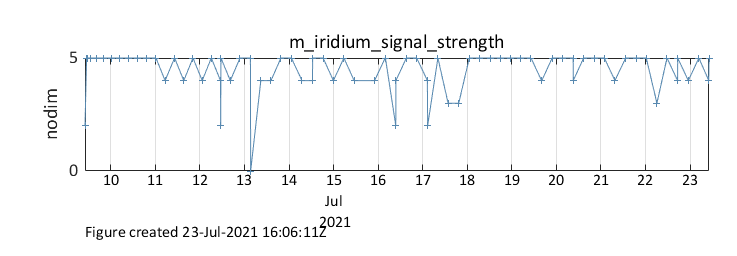 m_iridium_signal_strength
5
nodim
0
10 11 12 13 14 15 16 17 18 19 20 21 22 23
Jul
2021
Figure created 23-Jul-2021 16:06:11Z